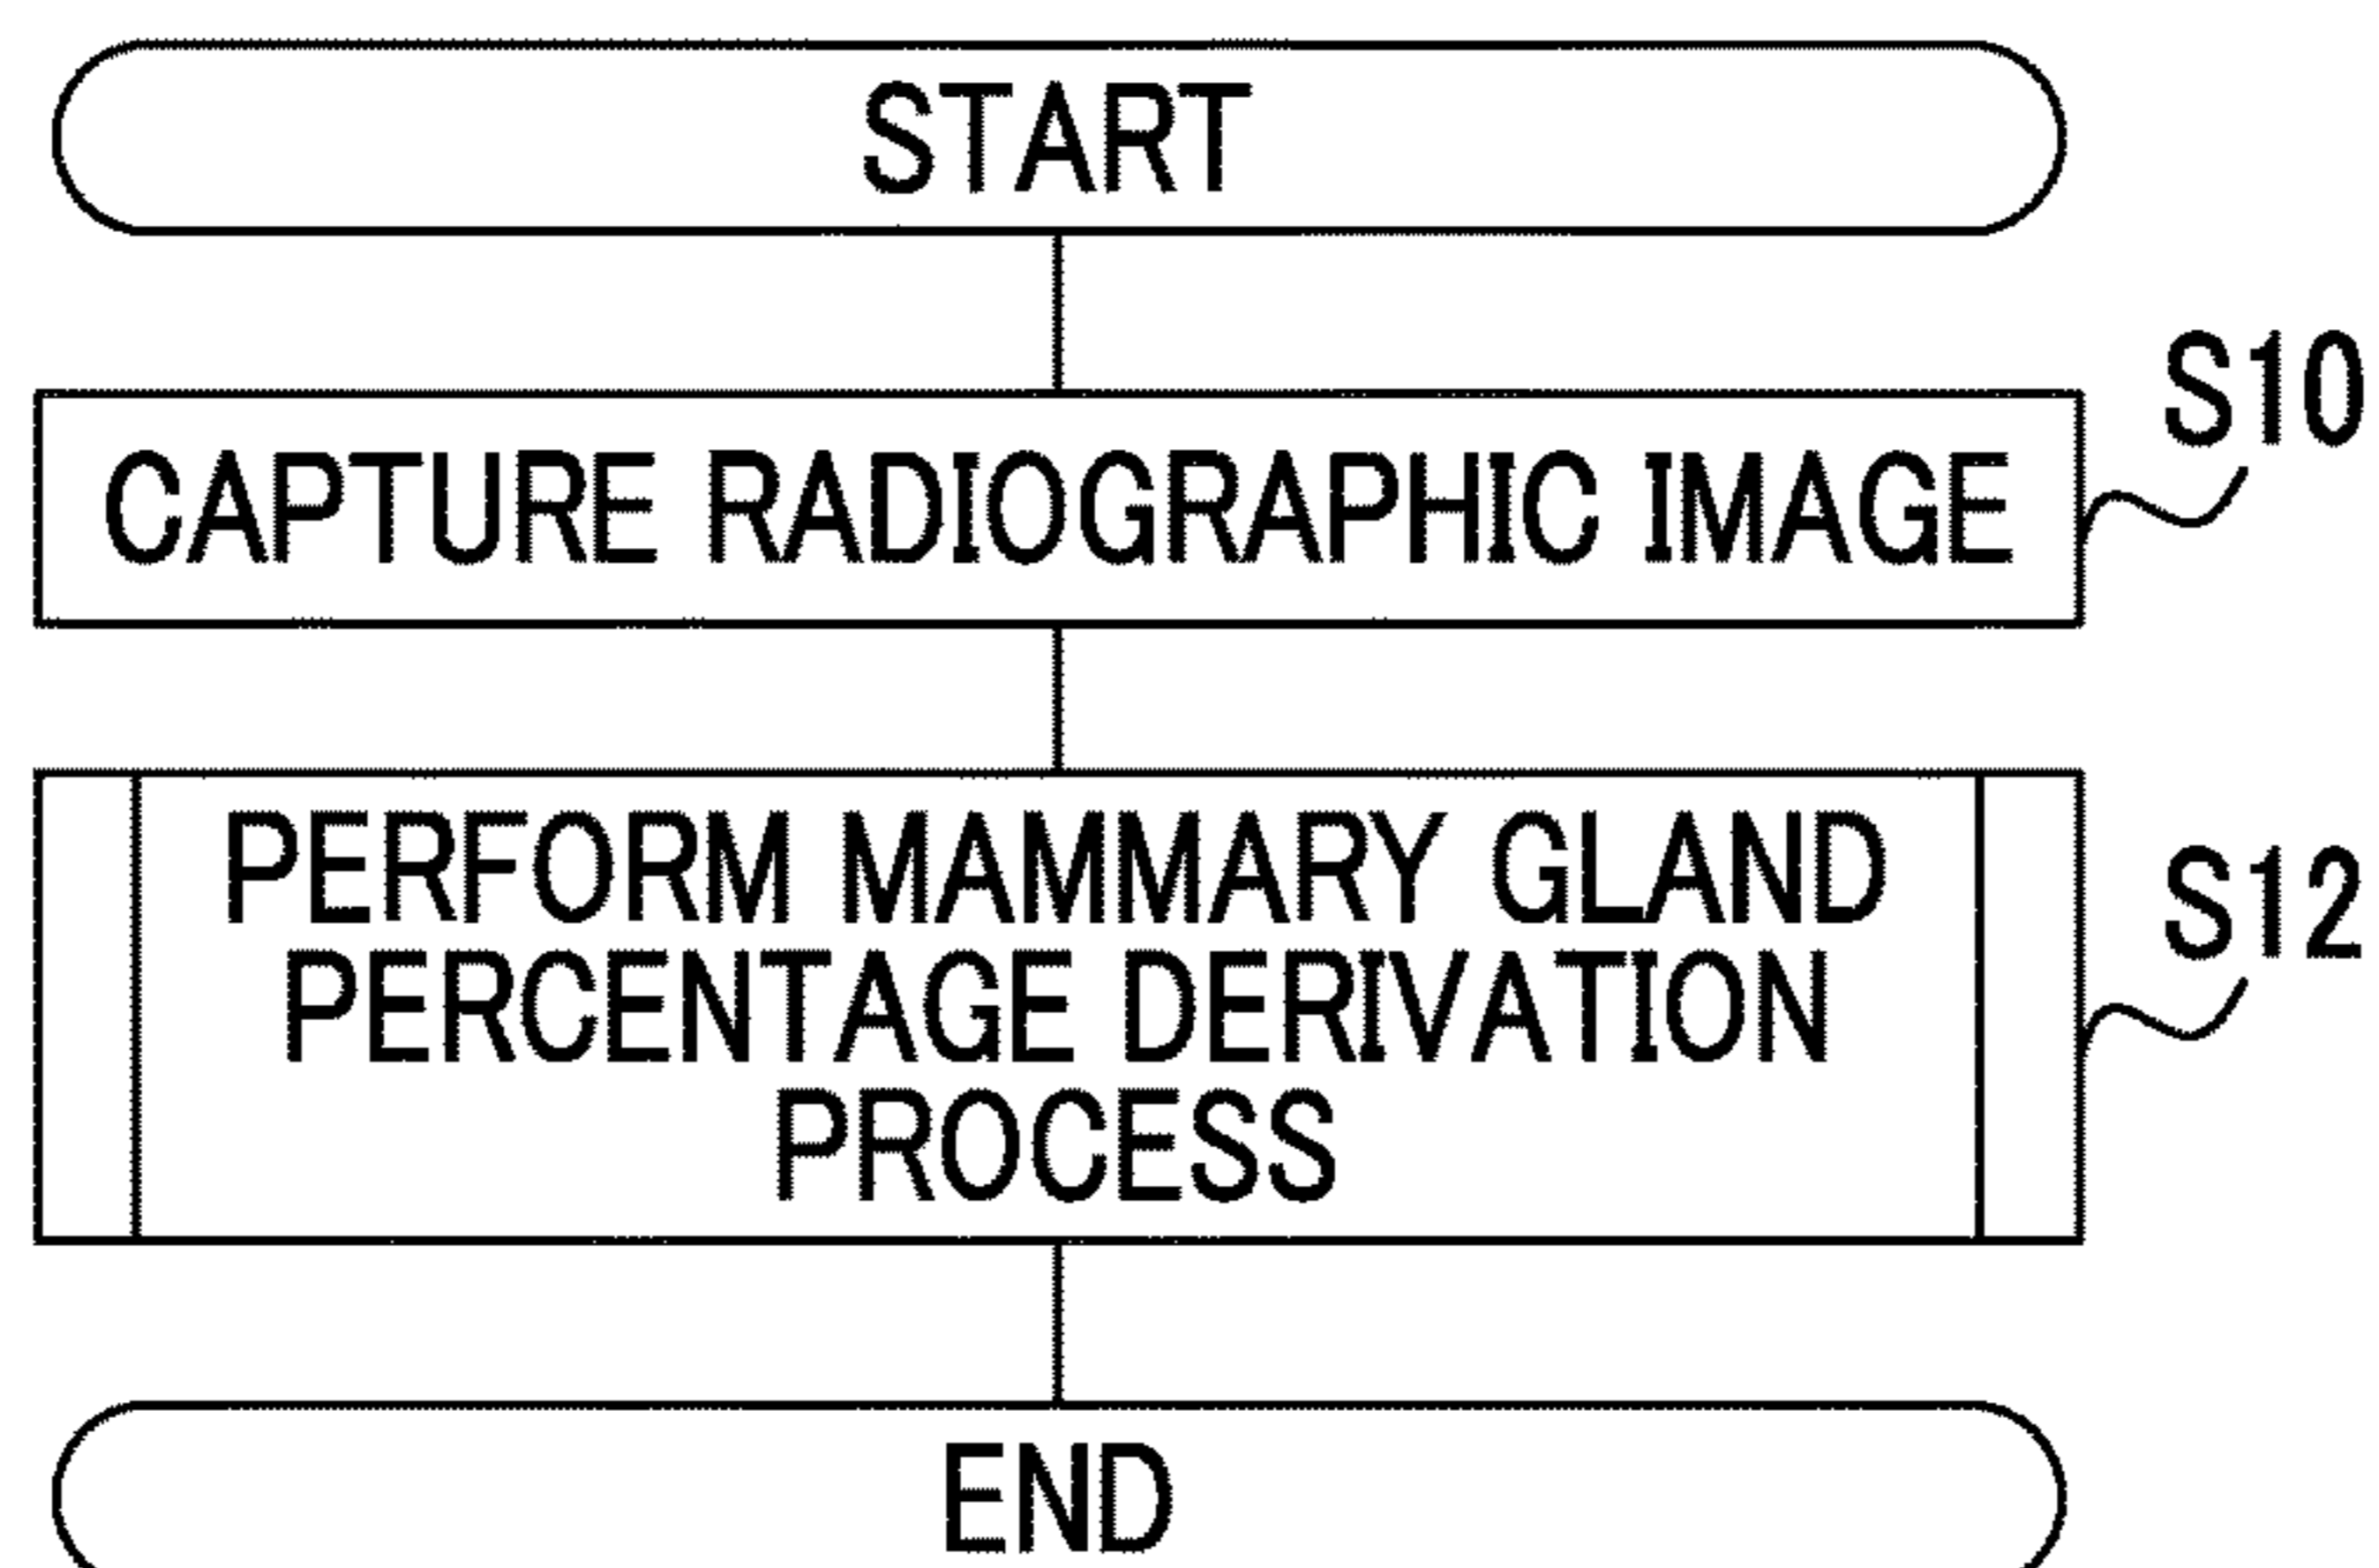 START
S10
CAPTURE RADIOGRAPHIC IMAGE
PERFORM MAMMARY GLAND
S12
PERCENTAGE DERIVATION
PROCESS
END